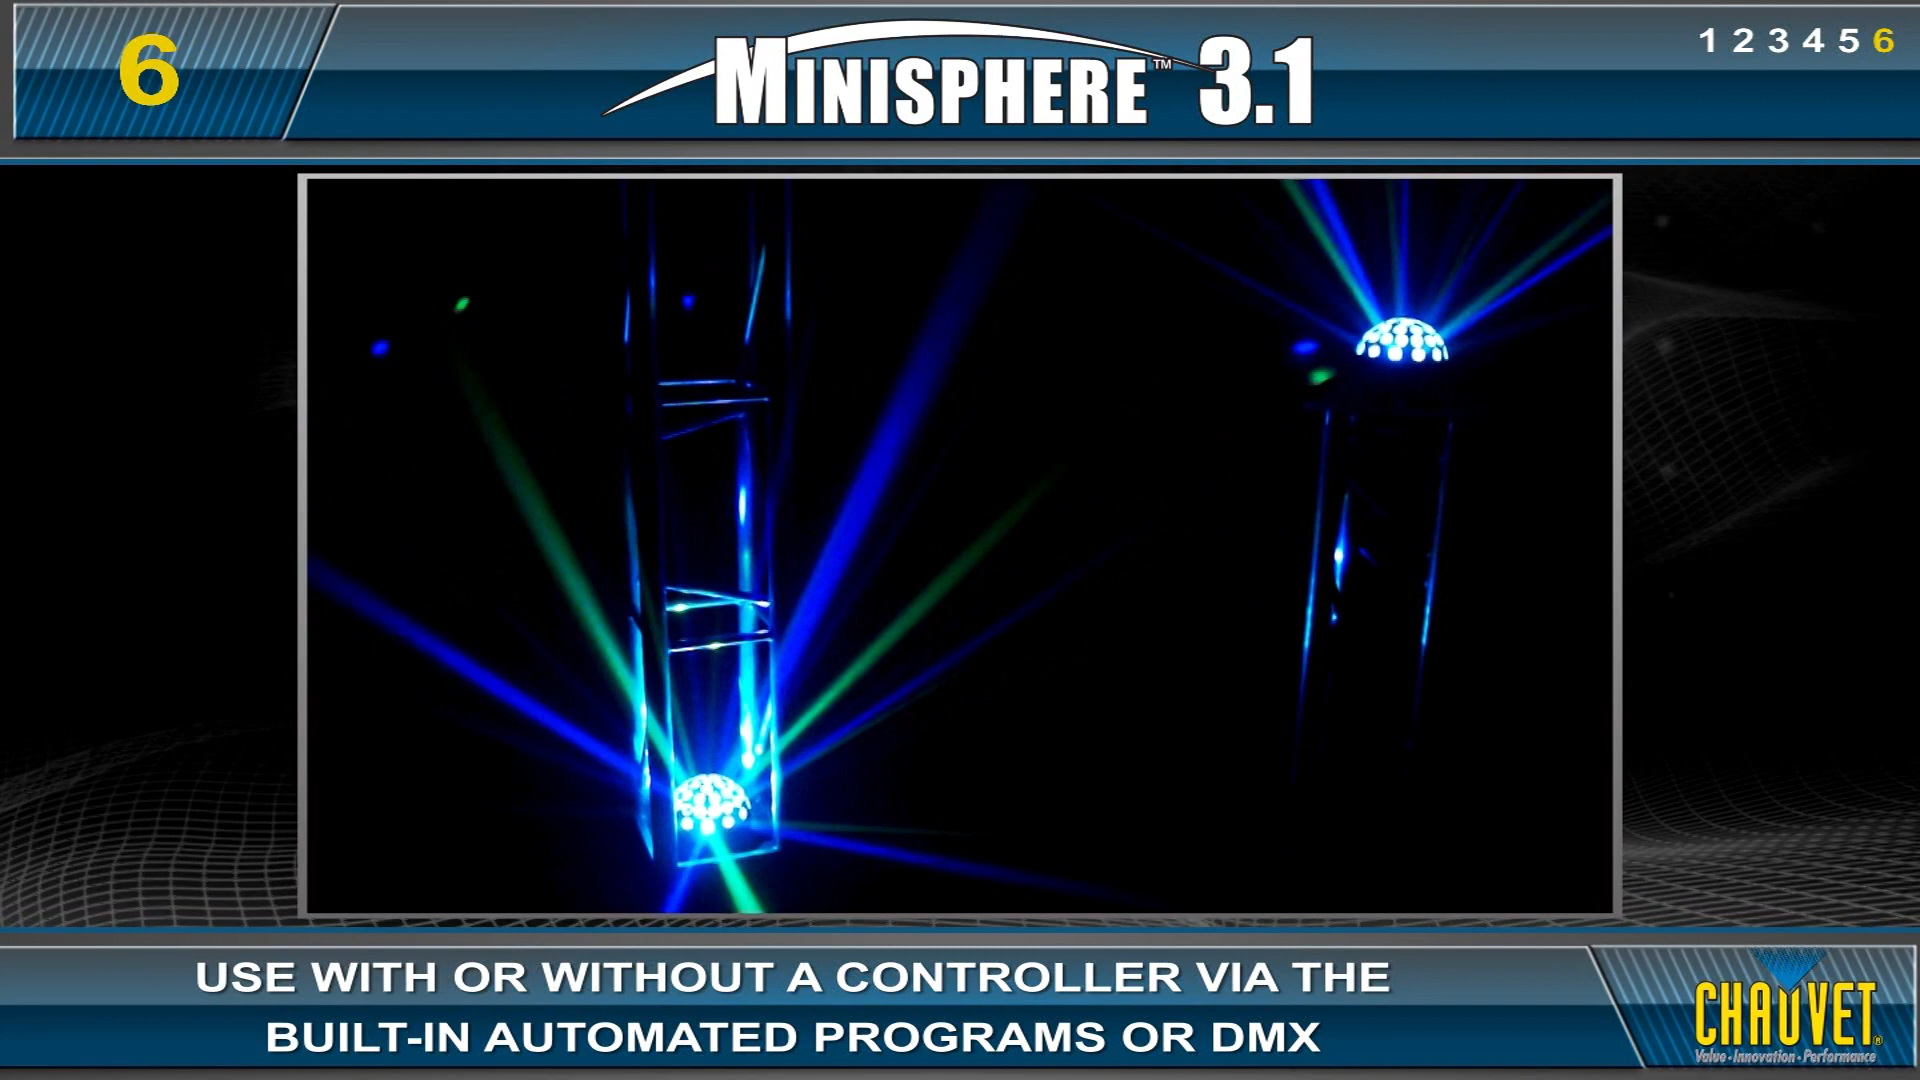 6
MINISPHERE™ 3.1
1 2 3 4 5 6
USE WITH OR WITHOUT A CONTROLLER VIA THE
BUILT-IN AUTOMATED PROGRAMS OR DMX
CHAUVET®
Value - Innovation - Performance